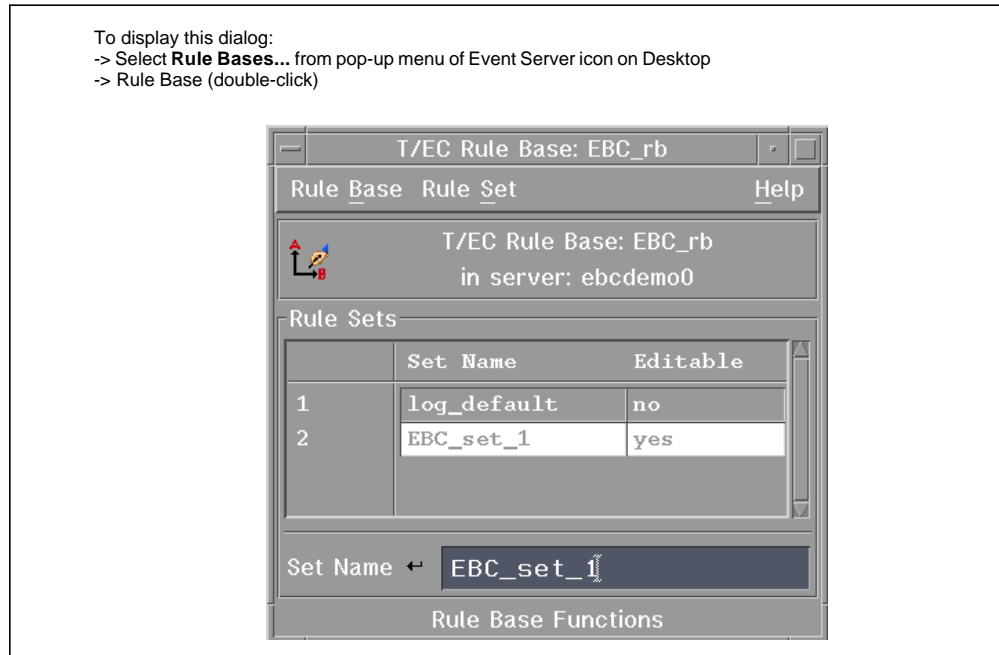 To display this dialog:
-> Select Rule Bases... from pop-up menu of Event Server icon on Desktop
-> Rule Base (double-click)
T/EC Rule Base: EBC_rb
Rule Base Rule Set Help
A
B
T/EC Rule Base: EBC_rb
in server: ebcdemo0
Rule Sets
Set Name Editable
1 log_default no
2 EBC_set_1 yes
Set Name ↵ EBC_set_1
Rule Base Functions